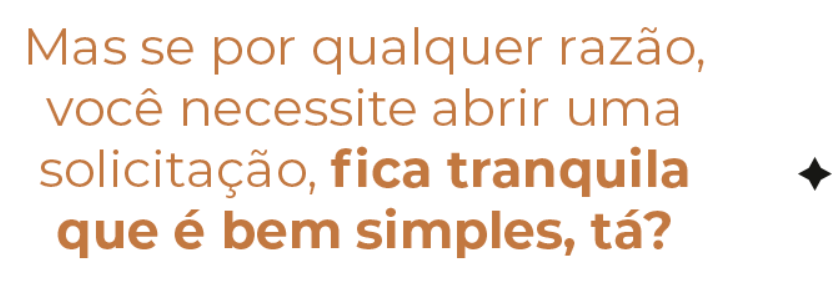 Mas se por qualquer razão,
você necessite abrir uma
solicitação, fica tranquila
que é bem simples, tá?